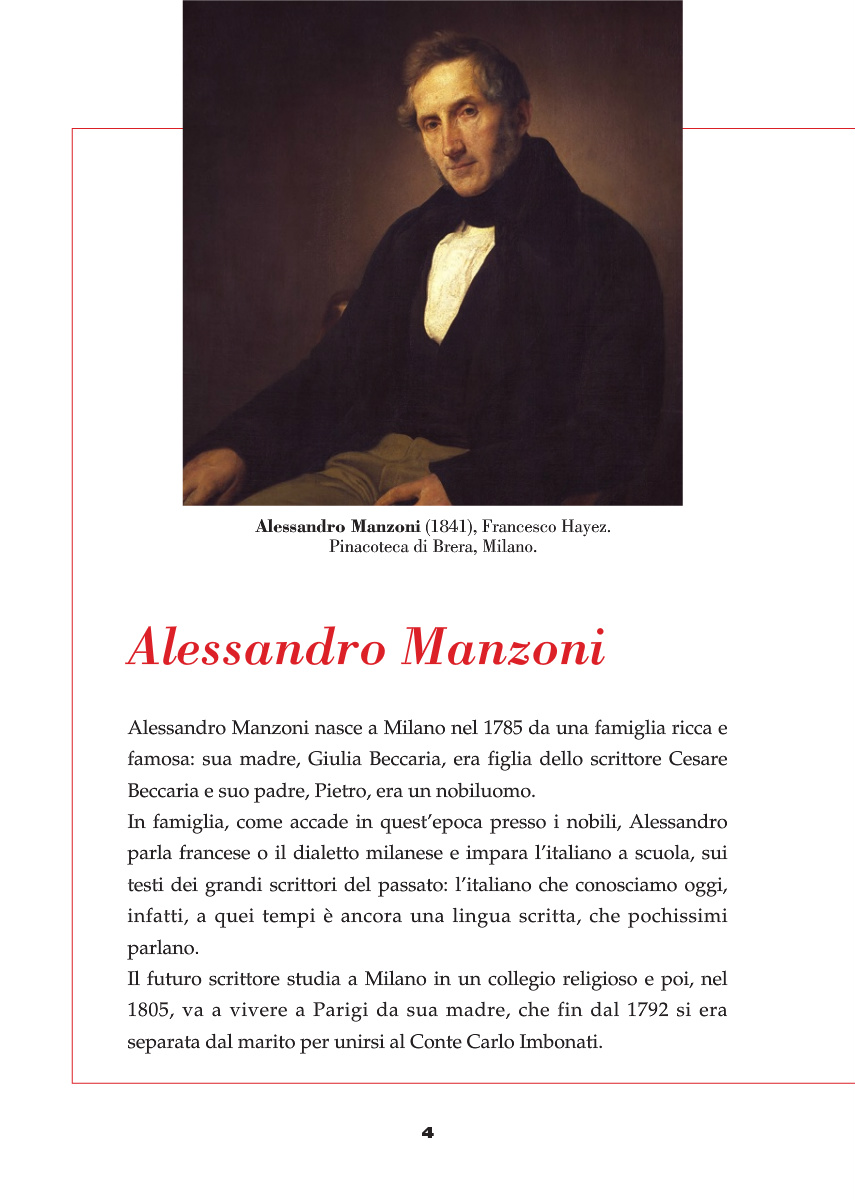 Alessandro Manzoni (1841), Francesco Hayez.
Pinacoteca di Brera, Milano.
Alessandro Manzoni
Alessandro Manzoni nasce a Milano nel 1785 da una famiglia ricca e
famosa: sua madre, Giulia Beccaria, era figlia dello scrittore Cesare
Beccaria e suo padre, Pietro, era un nobiluomo.
In famiglia, come accade in quest’epoca presso i nobili, Alessandro
parla francese o il dialetto milanese e impara l’italiano a scuola, sui
testi dei grandi scrittori del passato: l’italiano che conosciamo oggi,
infatti, a quei tempi è ancora una lingua scritta, che pochissimi
parlano.
Il futuro scrittore studia a Milano in un collegio religioso e poi, nel
1805, va a vivere a Parigi da sua madre, che fin dal 1792 si era
separata dal marito per unirsi al Conte Carlo Imbonati.
4